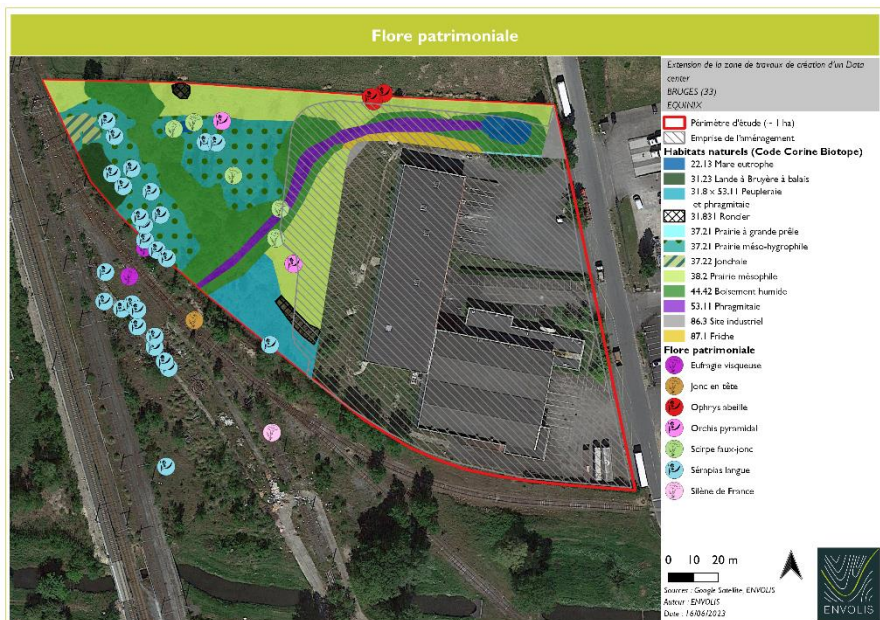 Flore patrimoniale
Extension de la zone de travaux de création d'un Data
center
BRUGES (33)
EQUINIX
Périmètre d'étude (~ 1 ha)
Emprise de l'aménagement
Habitats naturels (Code Corine Biotope)
22.13 Mare eutrophe
31.23 Lande à Bruyère à balais
31.8 x 53.11 Peupleraie
et phragmitaie
31.831 Roncier
37.21 Prairie à grande prêle
37.21 Prairie méso-hygrophile
37.22 Jonchaie
38.2 Prairie mésophile
44.42 Boisement humide
53.11 Phragmitaie
86.3 Site industriel
87.1 Friche
Flore patrimoniale
Eufragie visqueuse
Jonc en tête
Ophrys abeille
Orchis pyramidal
Scirpe faux-jonc
Sérapias langue
Silène de France
0 10 20 m
Sources : Google Satellite, ENVOLIS
Auteur : ENVOLIS
Date : 16/06/2023
ENVOLIS